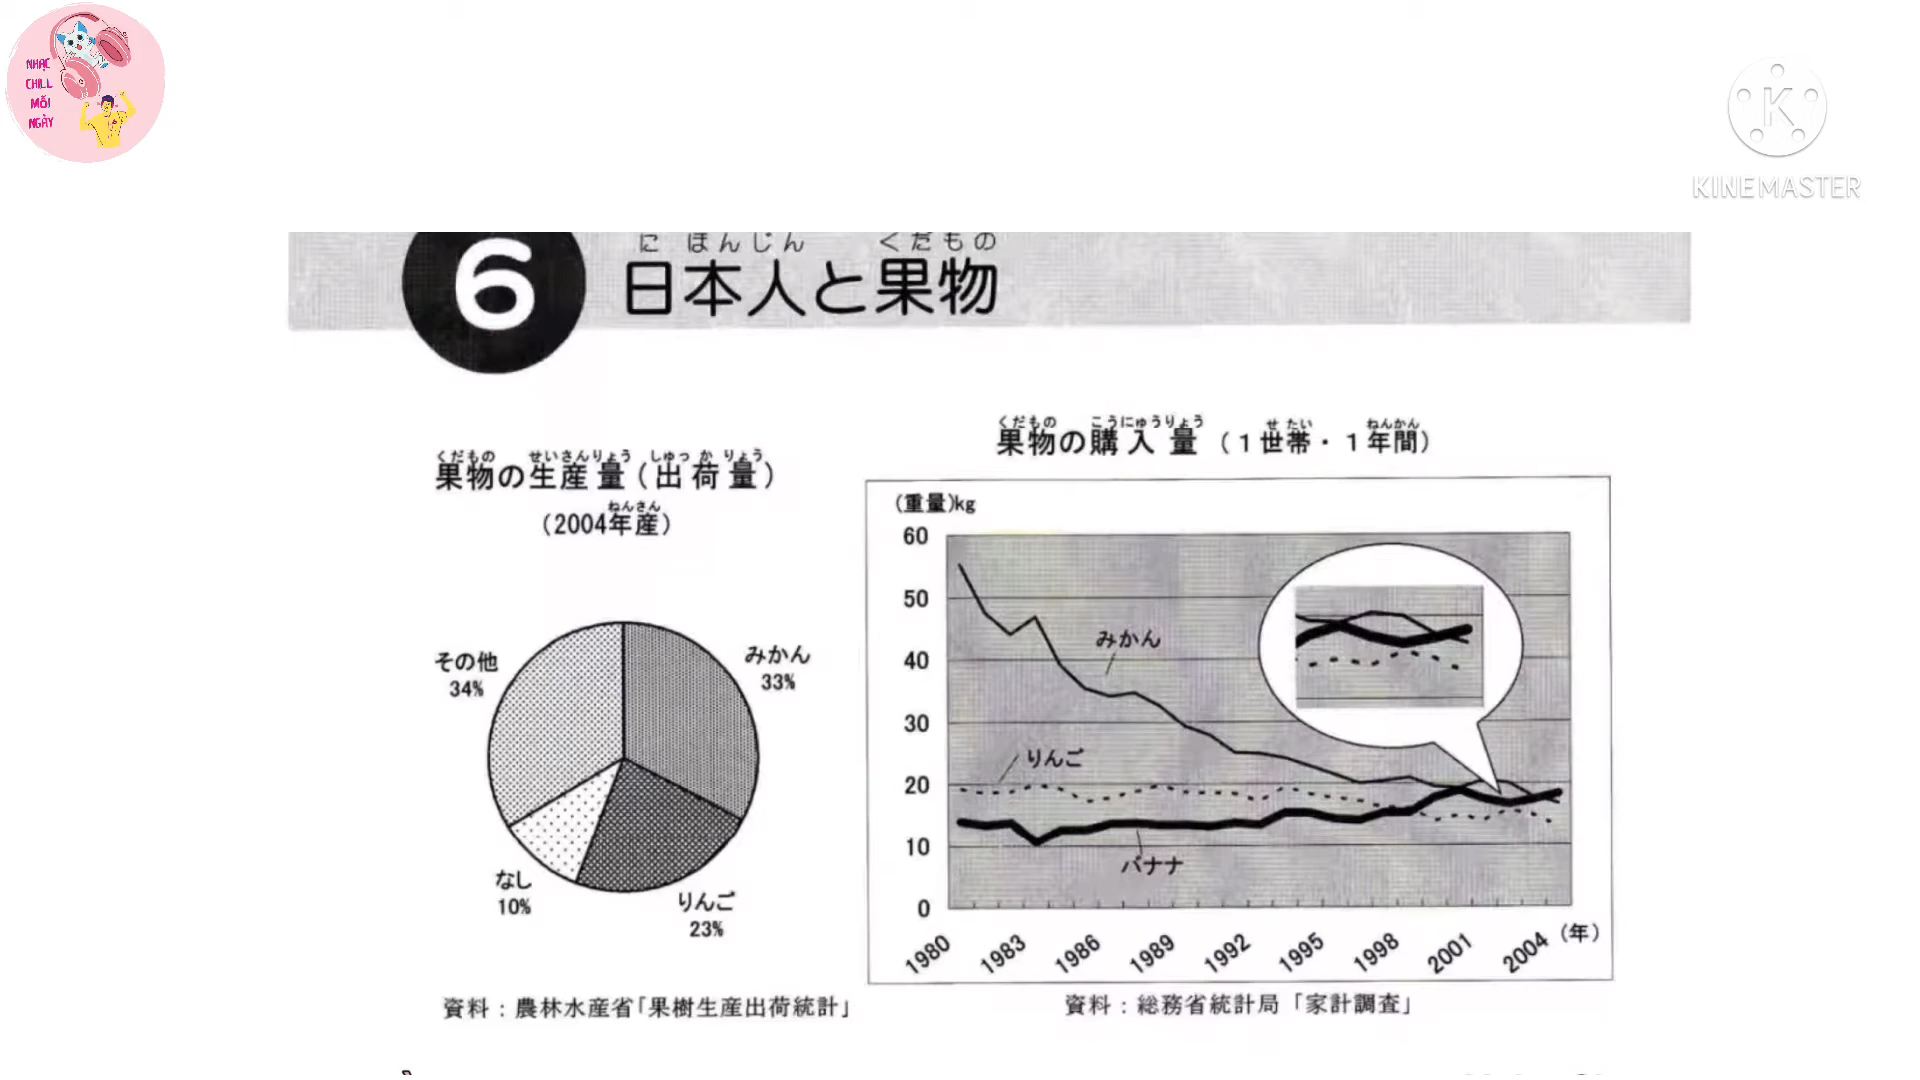 NHẠC
CHILL
MỖI
NGÀY
KINEMASTER
に ほんじん くだもの
6 日本人と果物
くだもの せいさんりょう しゅっ か りょう
果物の生産量(出荷量)
ねんさん
(2004年産)
その他
34%
みかん
33%
なし
10%
りんご
23%
資料:農林水産省「果樹生産出荷統計」
くだもの こうにゅうりょう せ たい ねんかん
果物の購入量(1世帯・1年間)
(重量)kg
60
50
40
30
20
10
0
みかん
りんご
バナナ
1980 1983 1986 1989 1992 1995 1998 2001 2004 (年)
資料:総務省統計局「家計調査」